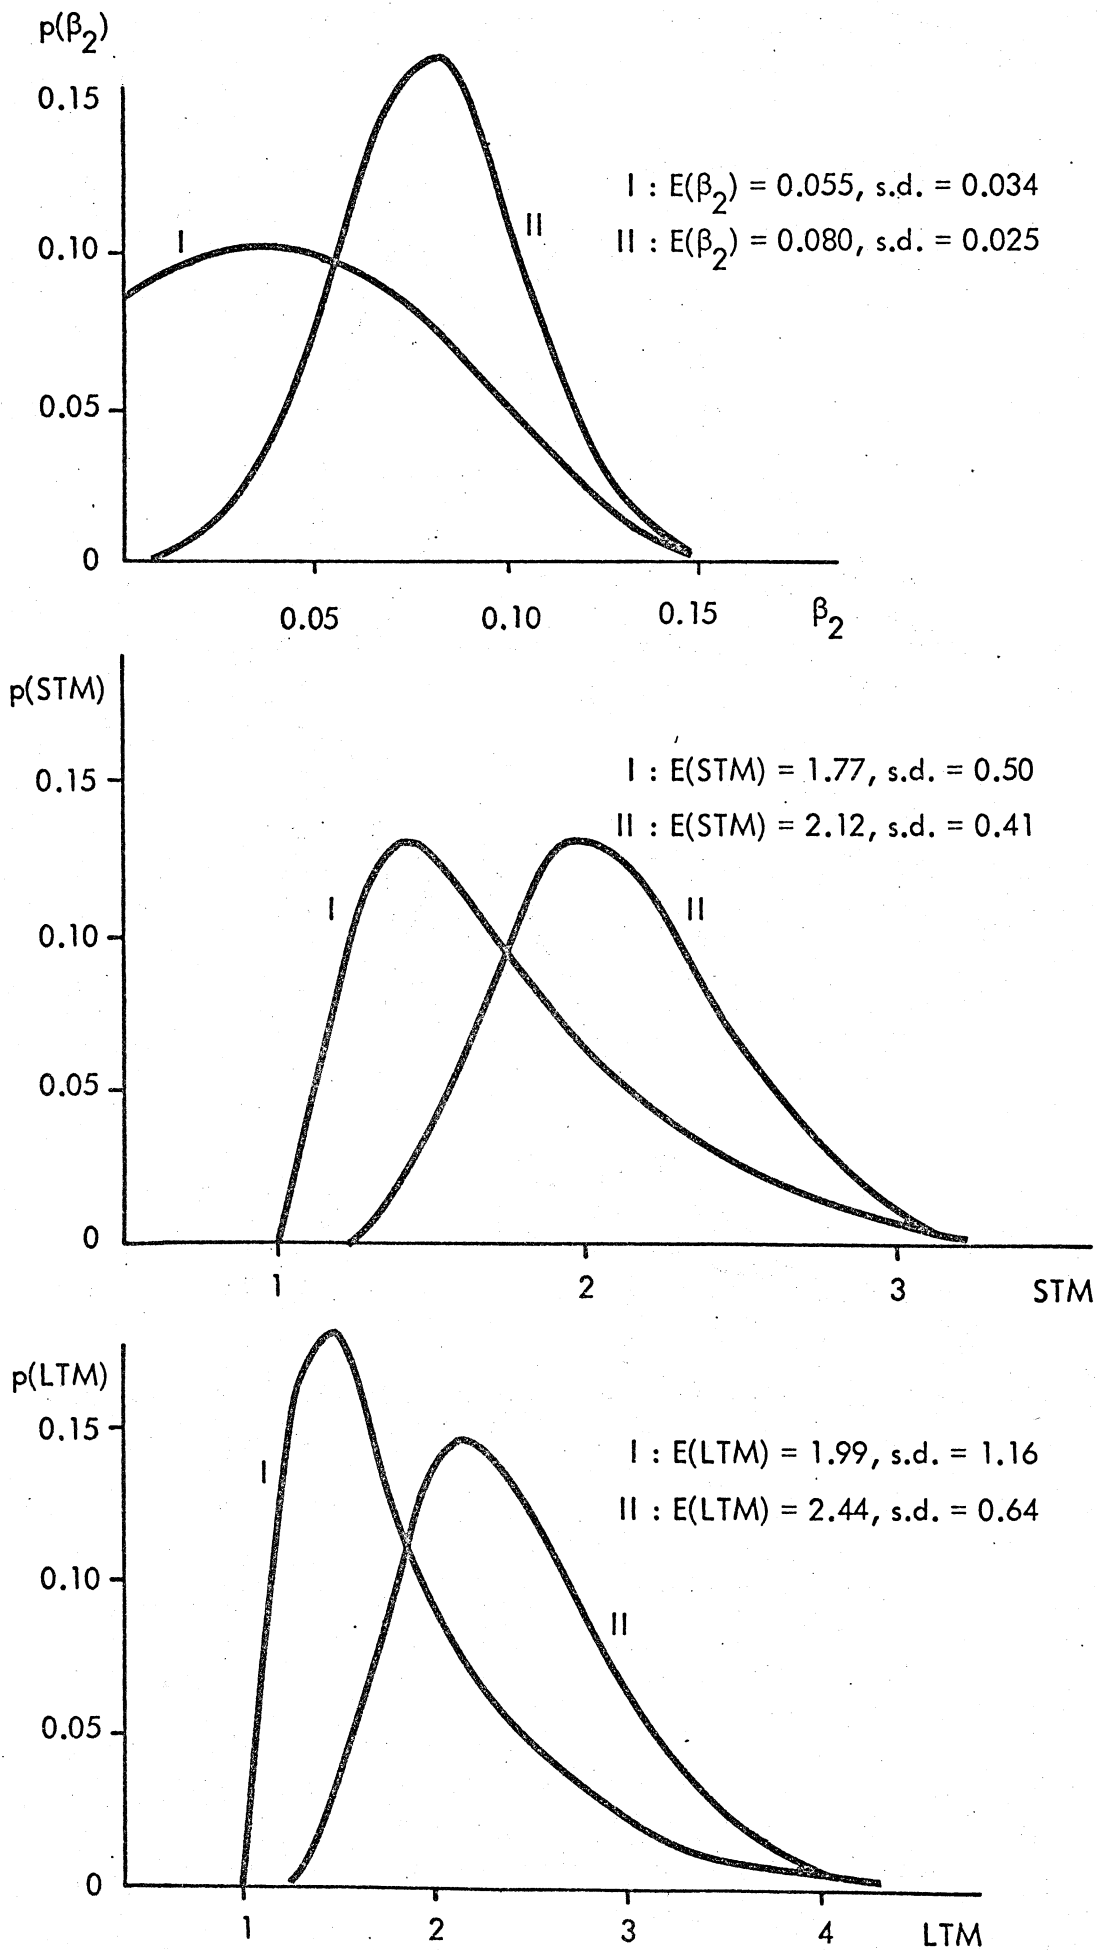 p(β₂)
0.15
I : E(β₂) = 0.055, s.d. = 0.034
I
II
II : E(β₂) = 0.080, s.d. = 0.025
0.10
0.05
0
0.05 0.10 0.15 β₂
p(STM)
I : E(STM) = 1.77, s.d. = 0.50
0.15
II : E(STM) = 2.12, s.d. = 0.41
I
II
0.10
0.05
0
1 2 3 STM
p(LTM)
0.15
I : E(LTM) = 1.99, s.d. = 1.16
I
II : E(LTM) = 2.44, s.d. = 0.64
0.10
II
0.05
0
1 2 3 4 LTM